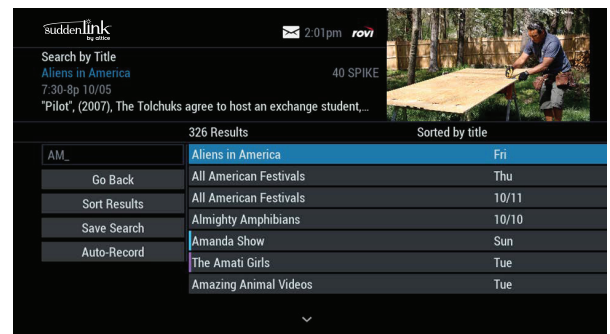 suddenlink
by altice
2:01pm rovi
Search by Title
Aliens in America 40 SPIKE
7:30-8p 10/05
"Pilot", (2007), The Tolchuks agree to host an exchange student,...
326 Results Sorted by title
AM_
Go Back
Sort Results
Save Search
Auto-Record
Aliens in America Fri
All American Festivals Thu
All American Festivals 10/11
Almighty Amphibians 10/10
Amanda Show Sun
The Amati Girls Tue
Amazing Animal Videos Tue